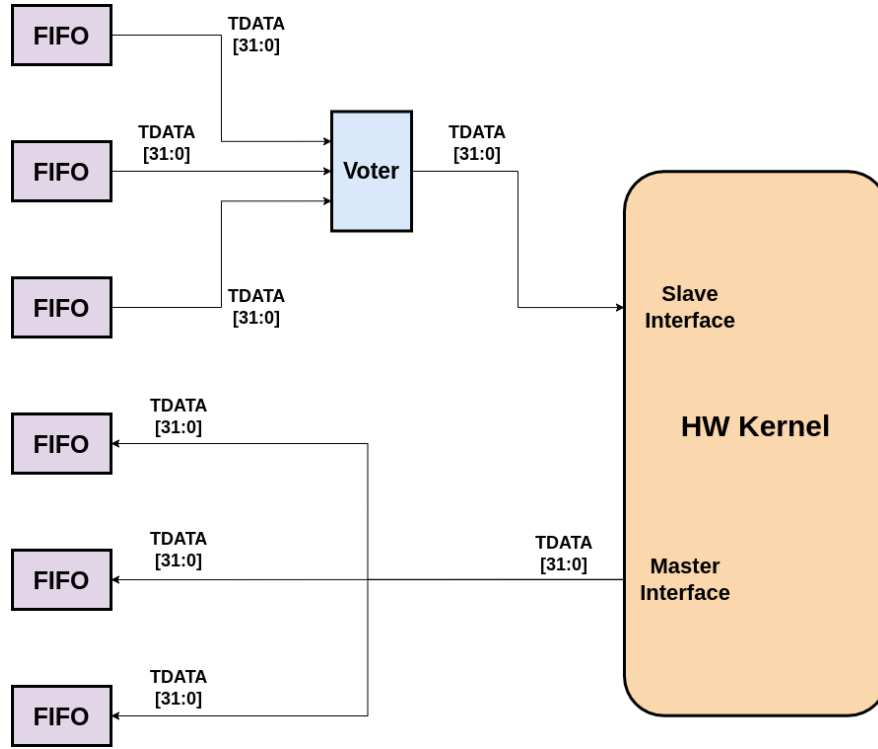 FIFO
TDATA
[31:0]
FIFO
TDATA
[31:0]
Voter
TDATA
[31:0]
FIFO
TDATA
[31:0]
Slave
Interface
HW Kernel
FIFO
TDATA
[31:0]
FIFO
TDATA
[31:0]
TDATA
[31:0]
Master
Interface
FIFO
TDATA
[31:0]